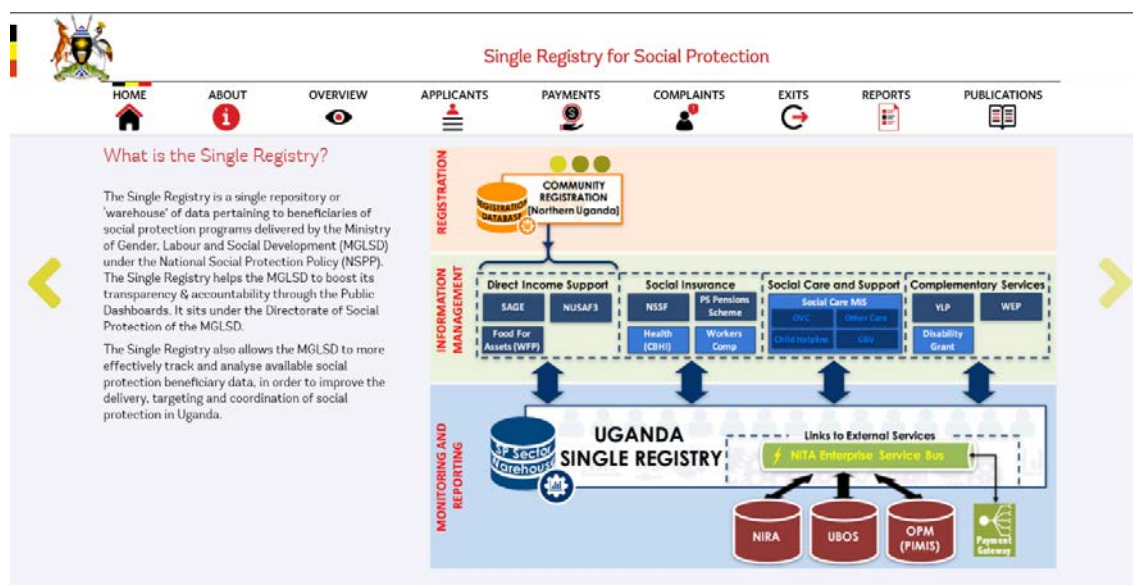 Single Registry for Social Protection
HOME ABOUT OVERVIEW APPLICANTS PAYMENTS COMPLAINTS EXITS REPORTS PUBLICATIONS
What is the Single Registry?
The Single Registry is a single repository or
'warehouse' of data pertaining to beneficiaries of
social protection programs delivered by the Ministry
of Gender, Labour and Social Development (MGLSD)
under the National Social Protection Policy (NSPP).
The Single Registry helps the MGLSD to boost its
transparency & accountability through the Public
Dashboards. It sits under the Directorate of Social
Protection of the MGLSD.
The Single Registry also allows the MGLSD to more
effectively track and analyse available social
protection beneficiary data, in order to improve the
delivery, targeting and coordination of social
protection in Uganda.
REGISTRATION
REGISTRATION
DATABASE
COMMUNITY
REGISTRATION
(Northern Uganda)
INFORMATION
MANAGEMENT
Direct Income Support
SAGE
NUSAF3
Food For
Assets (WFP)
Social Insurance
NSSF
PS Pensions
Scheme
Health
(CBHI)
Workers
Comp
Social Care and Support
Social Care MIS
OVC
Other Care
Child Helpline
GBV
Complementary Services
YLP
WEP
Disability
Grant
MONITORING AND
REPORTING
SP Sector
Warehouse
UGANDA
SINGLE REGISTRY
Links to External Services
NITA Enterprise Service Bus
NIRA
UBOS
OPM
(PIMIS)
Payment
Gateway